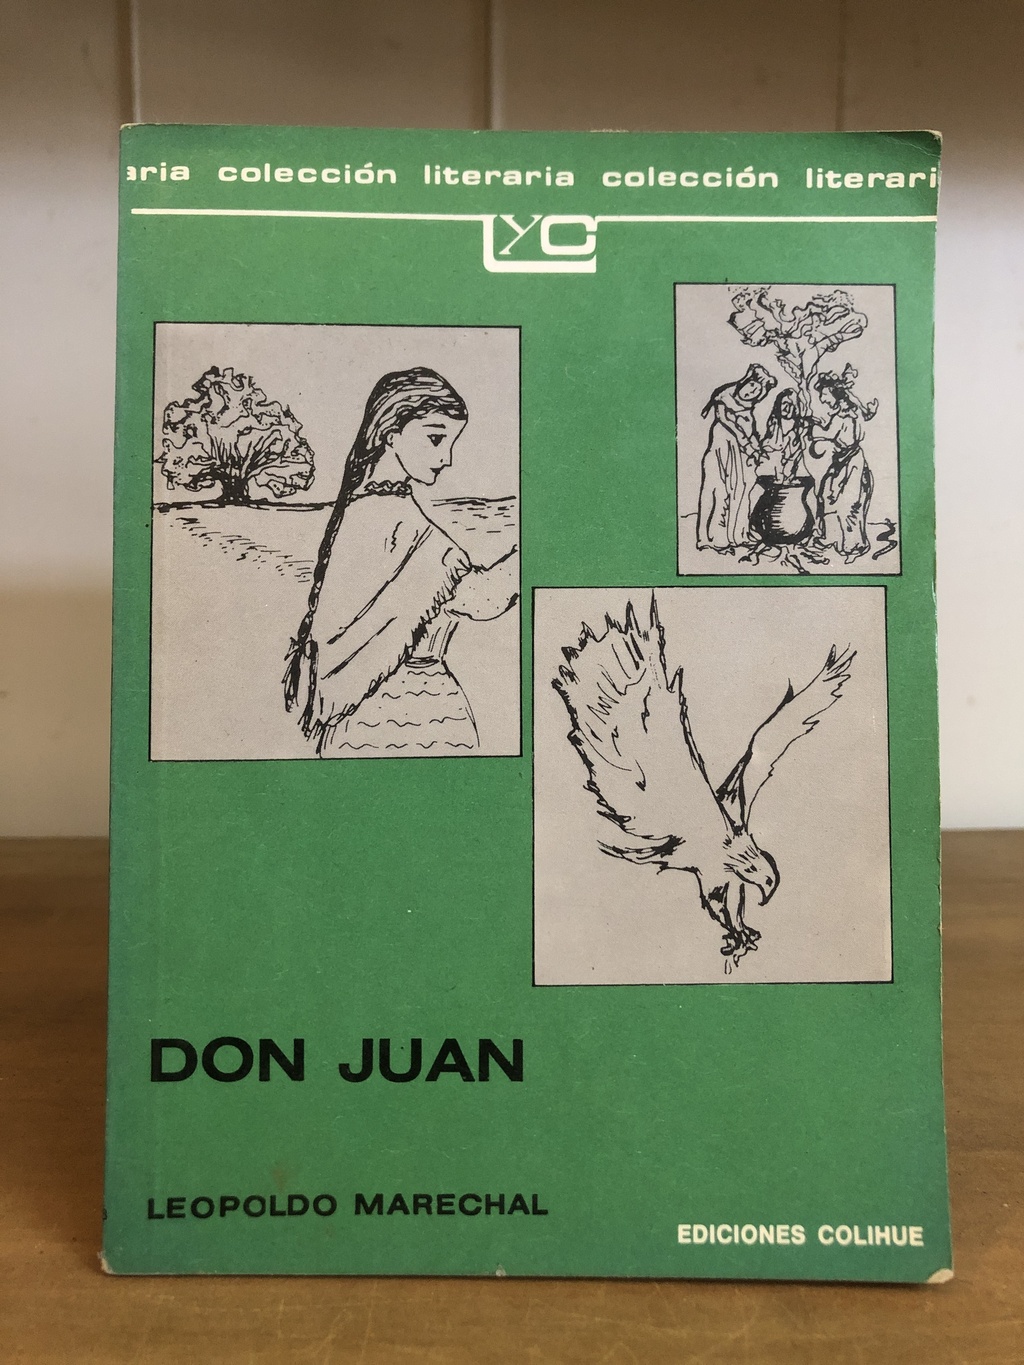 aria colección literaria colección literari
LyC
DON JUAN
LEOPOLDO MARECHAL
EDICIONES COLIHUE